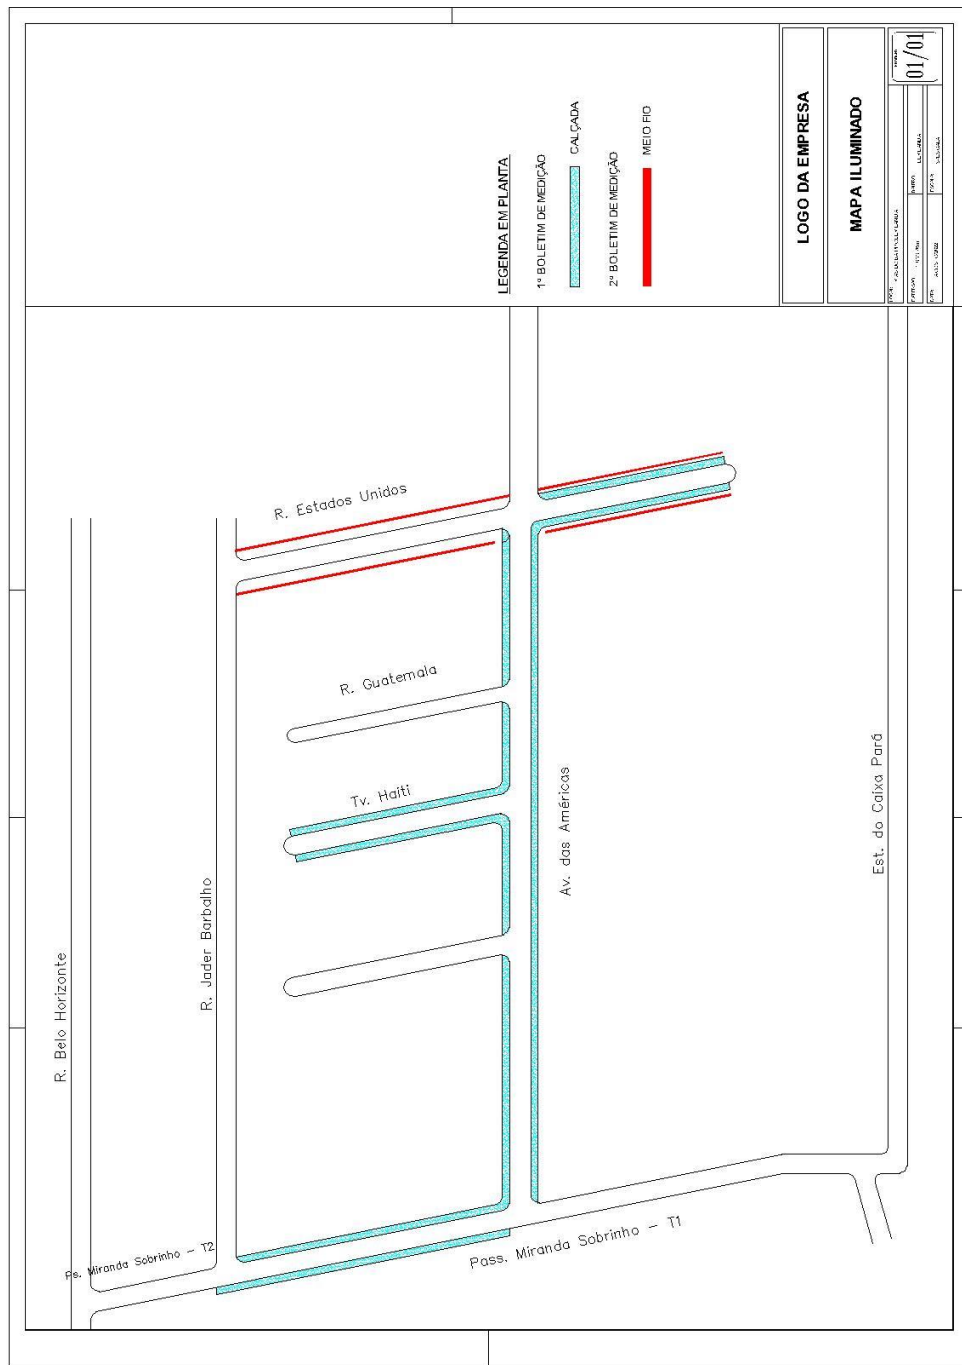 LEGENDA EM PLANTA
1º BOLETIM DE MEDIÇÃO
CALÇADA
2º BOLETIM DE MEDIÇÃO
MEIO FIO
LOGO DA EMPRESA
MAPA ILUMINADO
01/01
R. Estados Unidos
R. Guatemala
Tv. Haiti
Av. das Américas
Est. do Caixa Pará
R. Jader Barbalho
R. Belo Horizonte
Ps. Miranda Sobrinho - T2
Pass. Miranda Sobrinho - T1